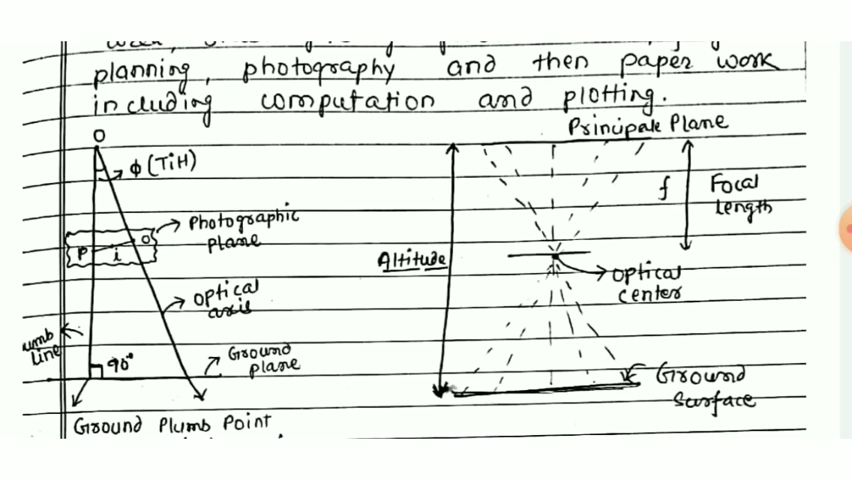 planning, photography and then paper work
including computation and plotting.
Principale Plane
O
ɸ (TiH)
Photographic
plane
P i o
optical
axis
umb
line
90°
Ground
plane
Ground Plumb Point
Altitude
f
Focal
length
optical
center
Ground
surface